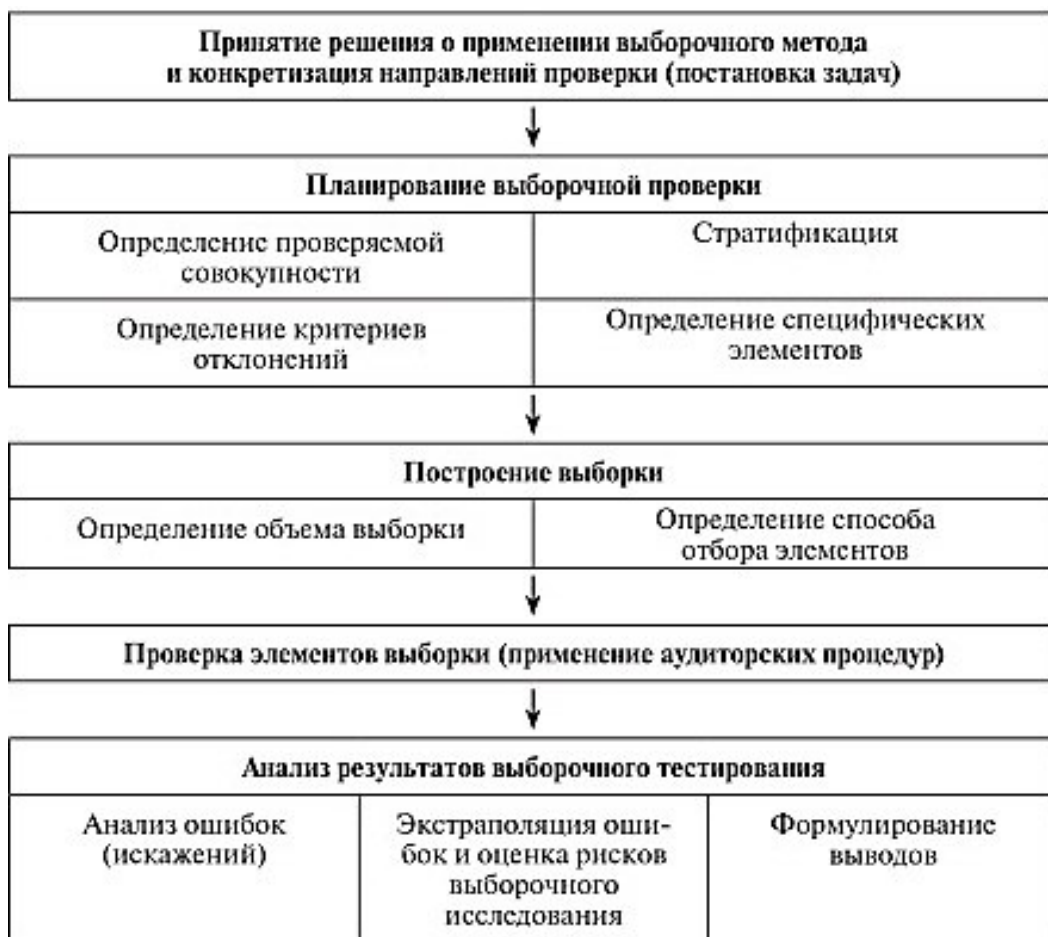 Принятие решения о применении выборочного метода
и конкретизация направлений проверки (постановка задач)
Планирование выборочной проверки
Определение проверяемой
совокупности
Стратификация
Определение критериев
отклонений
Определение специфических
элементов
Построение выборки
Определение объема выборки
Определение способа
отбора элементов
Проверка элементов выборки (применение аудиторских процедур)
Анализ результатов выборочного тестирования
Анализ ошибок
(искажений)
Экстраполяция оши-
бок и оценка рисков
выборочного
исследования
Формулирование
выводов